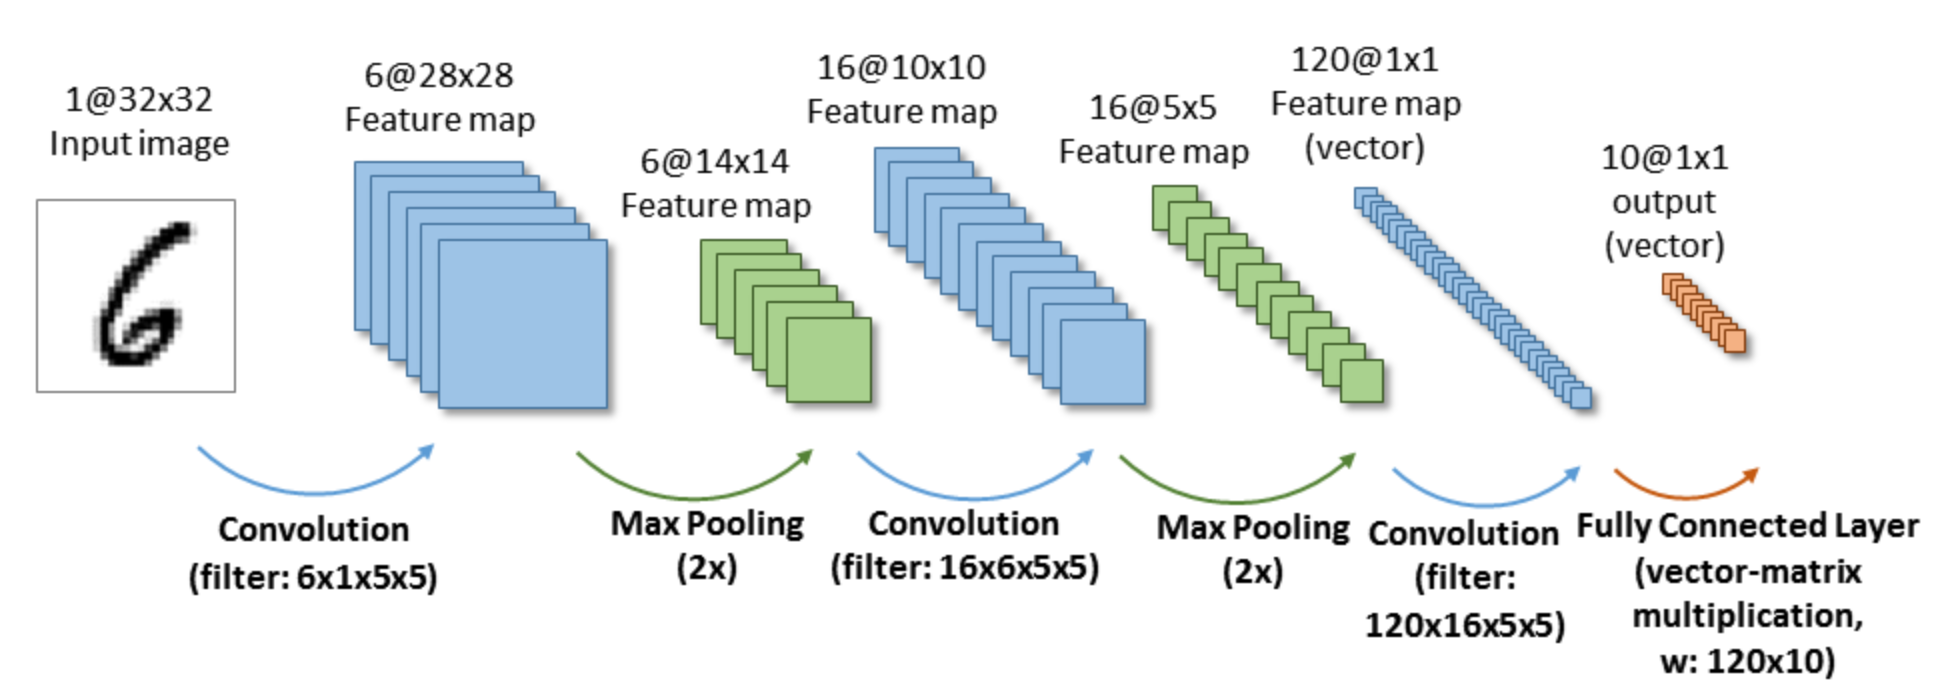 1@32x32
Input image
6@28x28
Feature map
6@14x14
Feature map
16@10x10
Feature map
16@5x5
Feature map
120@1x1
Feature map
(vector)
10@1x1
output
(vector)
6
Convolution
(filter: 6x1x5x5)
Max Pooling
(2x)
Convolution
(filter: 16x6x5x5)
Max Pooling
(2x)
Convolution
(filter:
120x16x5x5)
Fully Connected Layer
(vector-matrix
multiplication,
w: 120x10)